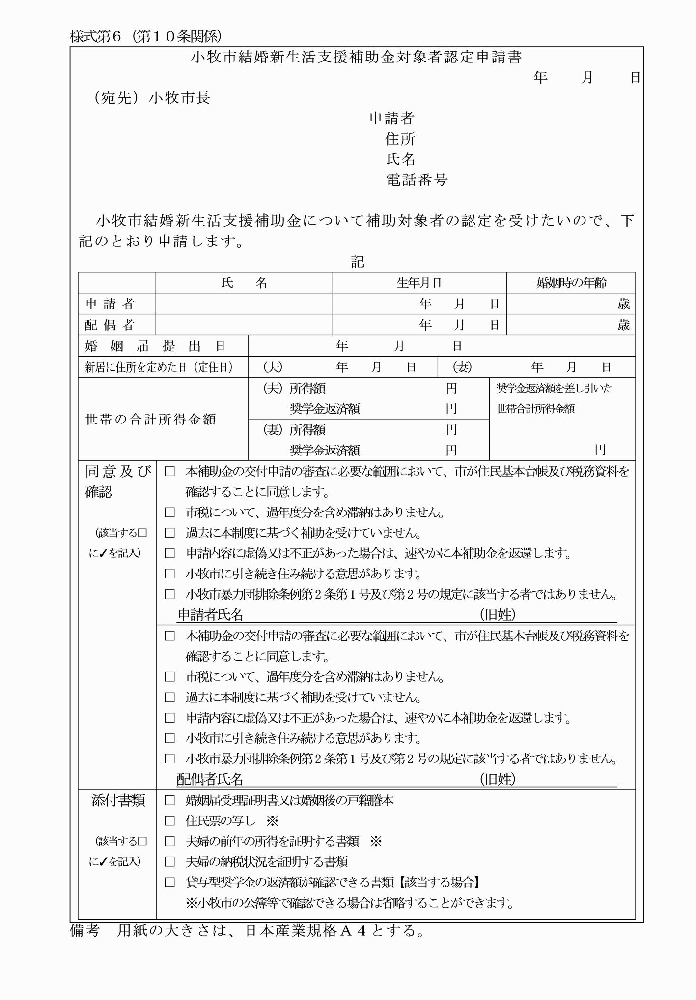 様式第６（第１０条関係）
小牧市結婚新生活支援補助金対象者認定申請書
年　　月　　日
（宛先）小牧市長
申請者
住所
氏名
電話番号
小牧市結婚新生活支援補助金について補助対象者の認定を受けたいので、下
記のとおり申請します。
記
氏　名　生年月日　婚姻時の年齢
申請者　年　月　日　歳
配偶者　年　月　日　歳
婚姻届提出日　年　月　日
新居に住所を定めた日（定住日）　（夫）　年　月　日　（妻）　年　月　日
世帯の合計所得金額
（夫）所得額　円
奨学金返済額　円
（妻）所得額　円
奨学金返済額　円
奨学金返済額を差し引いた
世帯合計所得金額
円
同意及び
確認
（該当する□
に✓を記入）
□　本補助金の交付申請の審査に必要な範囲において、市が住民基本台帳及び税務資料を
確認することに同意します。
□　市税について、過年度分を含め滞納はありません。
□　過去に本制度に基づく補助を受けていません。
□　申請内容に虚偽又は不正があった場合は、速やかに本補助金を返還します。
□　小牧市に引き続き住み続ける意思があります。
□　小牧市暴力団排除条例第２条第１号及び第２号の規定に該当する者ではありません。
申請者氏名　（旧姓）
□　本補助金の交付申請の審査に必要な範囲において、市が住民基本台帳及び税務資料を
確認することに同意します。
□　市税について、過年度分を含め滞納はありません。
□　過去に本制度に基づく補助を受けていません。
□　申請内容に虚偽又は不正があった場合は、速やかに本補助金を返還します。
□　小牧市に引き続き住み続ける意思があります。
□　小牧市暴力団排除条例第２条第１号及び第２号の規定に該当する者ではありません。
配偶者氏名　（旧姓）
添付書類
（該当する□
に✓を記入）
□　婚姻届受理証明書又は婚姻後の戸籍謄本
□　住民票の写し　※
□　夫婦の前年の所得を証明する書類　※
□　夫婦の納税状況を証明する書類
□　貸与型奨学金の返済額が確認できる書類【該当する場合】
※小牧市の公簿等で確認できる場合は省略することができます。
備考　用紙の大きさは、日本産業規格Ａ４とする。